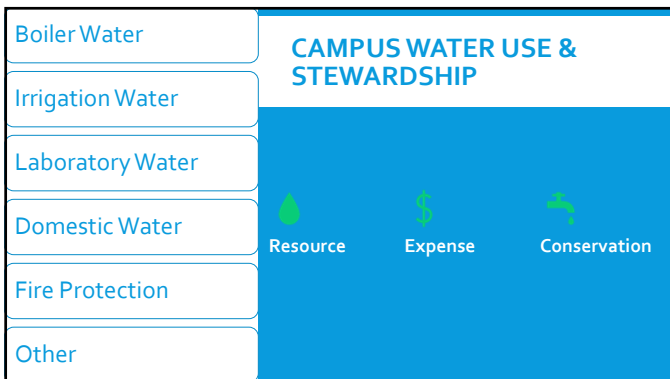 Boiler Water
Irrigation Water
Laboratory Water
Domestic Water
Fire Protection
Other
CAMPUS WATER USE &
STEWARDSHIP
$
Resource
Expense
Conservation